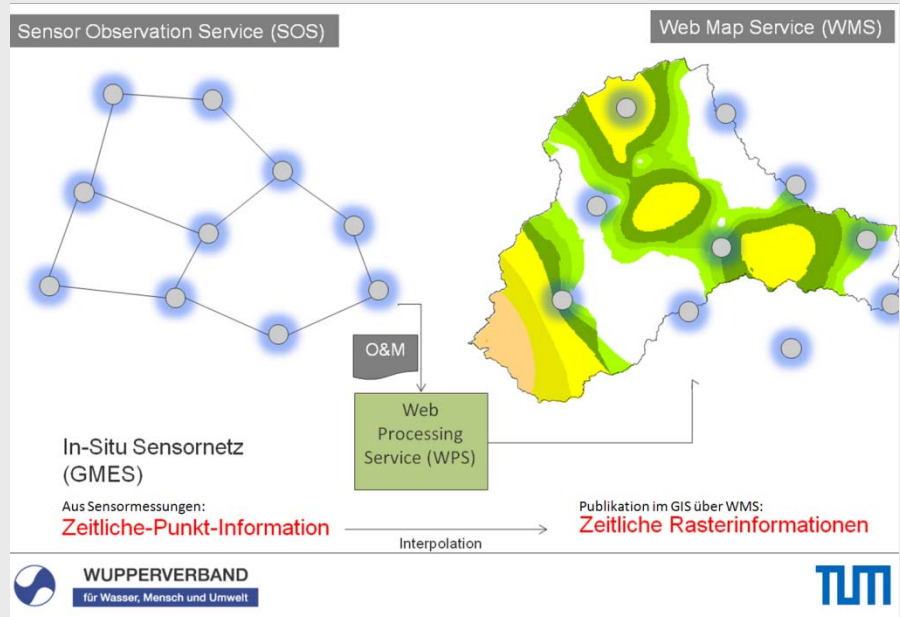 Sensor Observation Service (SOS)
Web Map Service (WMS)
O&M
Web
Processing
Service (WPS)
In-Situ Sensornetz
(GMES)
Aus Sensormessungen:
Zeitliche-Punkt-Information
Interpolation
Publikation im GIS über WMS:
Zeitliche Rasterinformationen
WUPPERVERBAND
für Wasser, Mensch und Umwelt
TUM